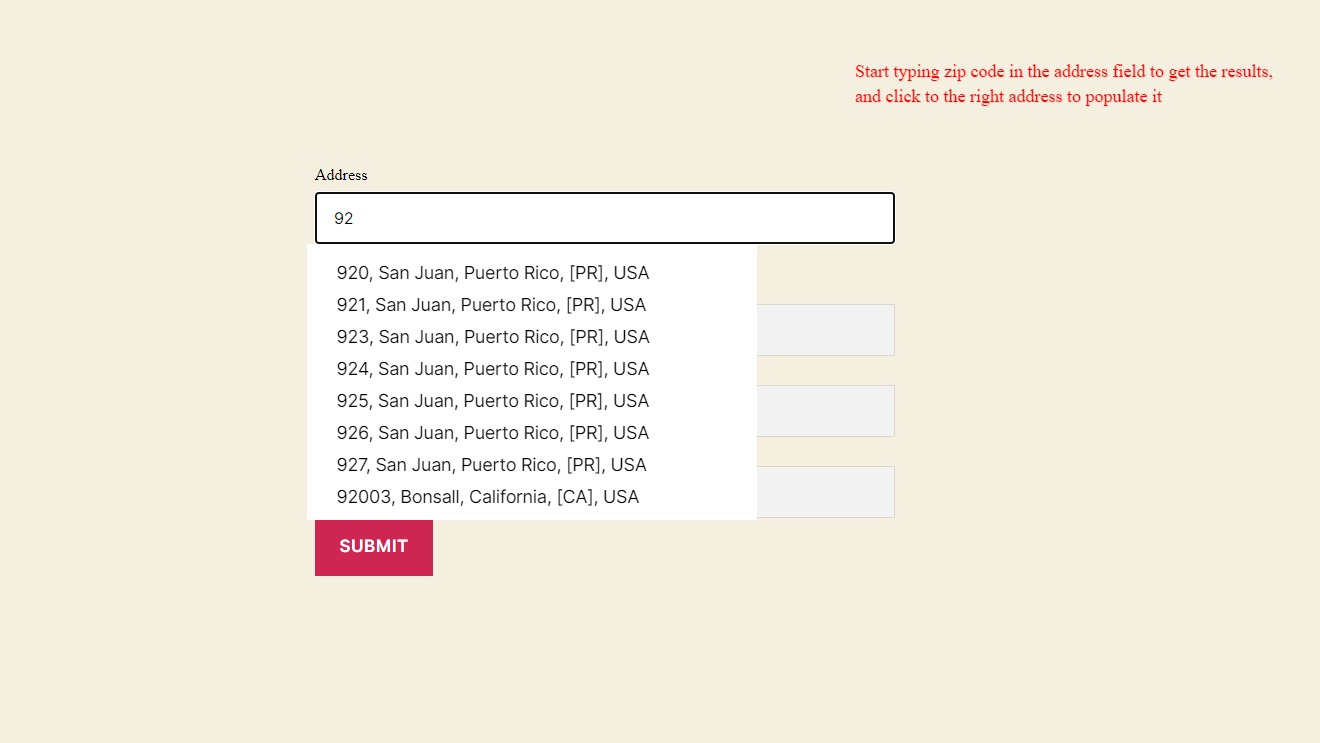 Start typing zip code in the address field to get the results,
and click to the right address to populate it
Address
92
920, San Juan, Puerto Rico, [PR], USA
921, San Juan, Puerto Rico, [PR], USA
923, San Juan, Puerto Rico, [PR], USA
924, San Juan, Puerto Rico, [PR], USA
925, San Juan, Puerto Rico, [PR], USA
926, San Juan, Puerto Rico, [PR], USA
927, San Juan, Puerto Rico, [PR], USA
92003, Bonsall, California, [CA], USA
SUBMIT